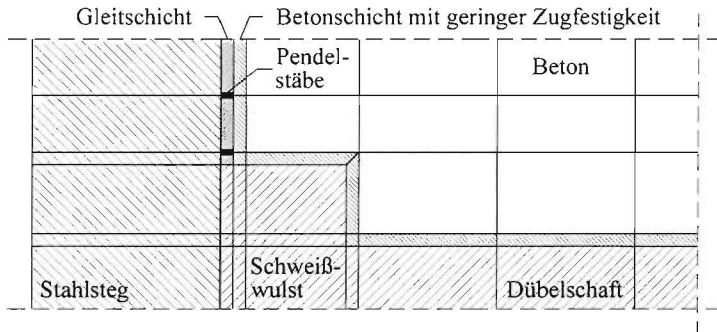 Gleitschicht
Betonschicht mit geringer Zugfestigkeit
Pendel-
stäbe
Beton
Stahlsteg
Schweiß-
wulst
Dübelschaft